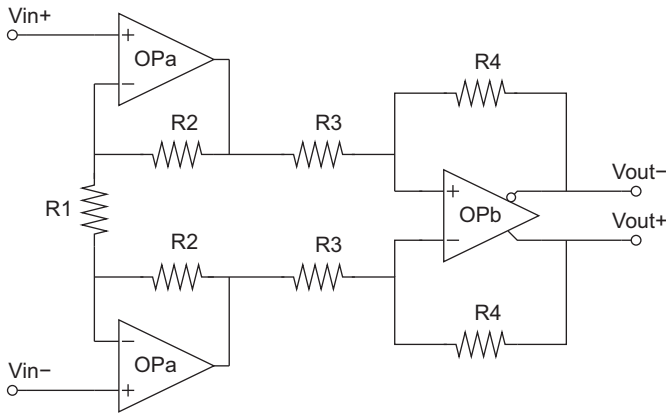 Vin+
+
OPa
−
R4
R2
R3
Vout−
+
R1
OPb
Vout+
−
R2
R3
R4
−
OPa
Vin−
+